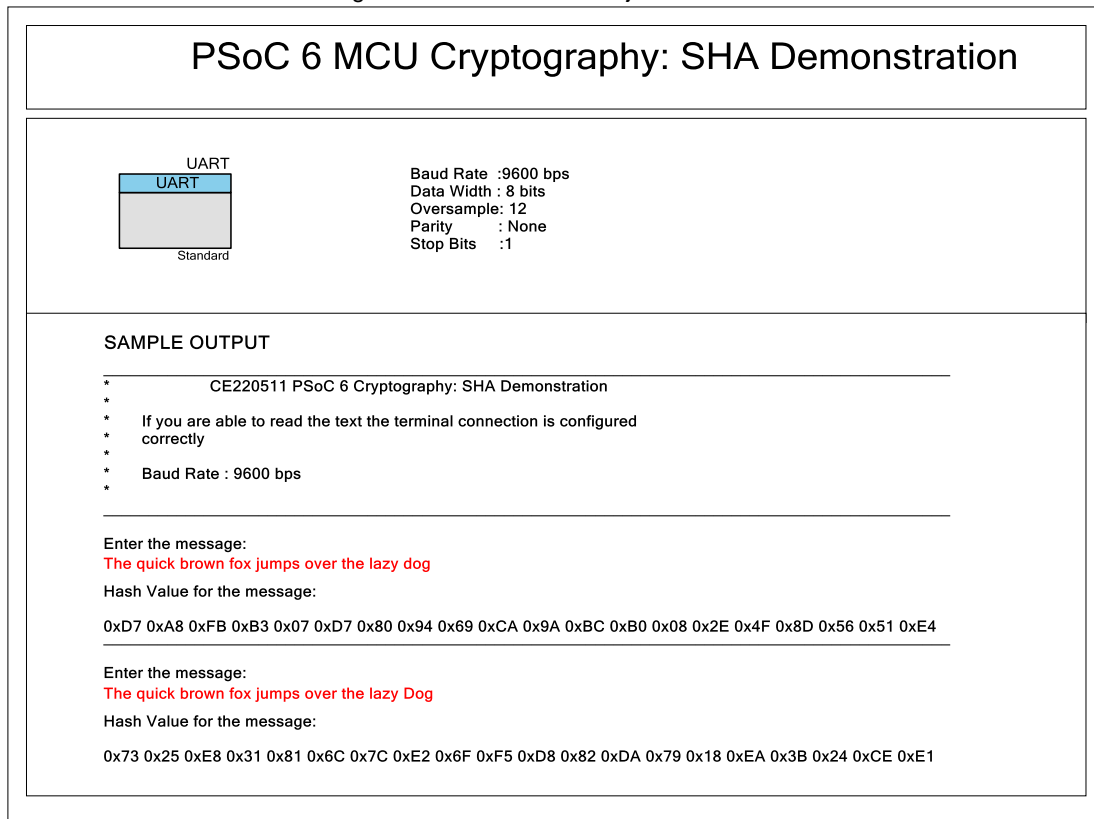 PSoC 6 MCU Cryptography: SHA Demonstration
UART
UART
Standard
Baud Rate :9600 bps
Data Width : 8 bits
Oversample: 12
Parity : None
Stop Bits :1
SAMPLE OUTPUT
* CE220511 PSoC 6 Cryptography: SHA Demonstration
*
* If you are able to read the text the terminal connection is configured
* correctly
*
* Baud Rate : 9600 bps
*
Enter the message:
The quick brown fox jumps over the lazy dog
Hash Value for the message:
0xD7 0xA8 0xFB 0xB3 0x07 0xD7 0x80 0x94 0x69 0xCA 0x9A 0xBC 0xB0 0x08 0x2E 0x4F 0x8D 0x56 0x51 0xE4
Enter the message:
The quick brown fox jumps over the lazy Dog
Hash Value for the message:
0x73 0x25 0xE8 0x31 0x81 0x6C 0x7C 0xE2 0x6F 0xF5 0xD8 0x82 0xDA 0x79 0x18 0xEA 0x3B 0x24 0xCE 0xE1